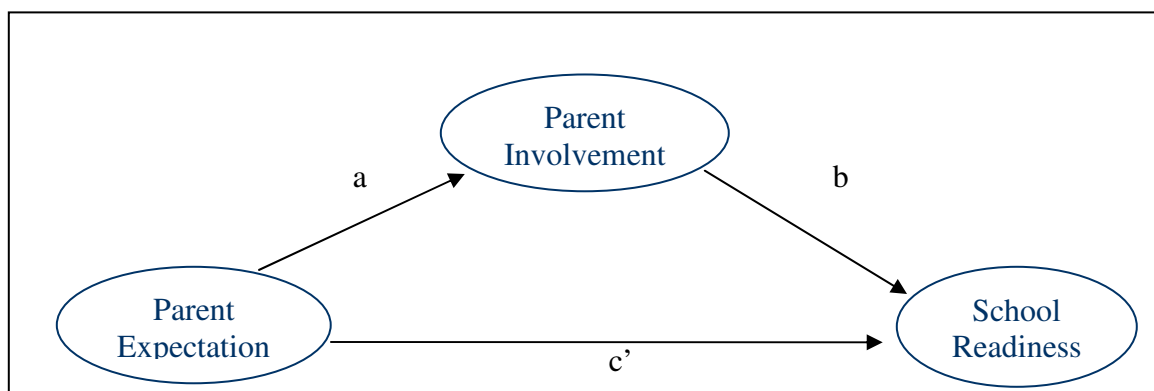 Parent
Involvement
a
b
Parent
Expectation
School
Readiness
c’